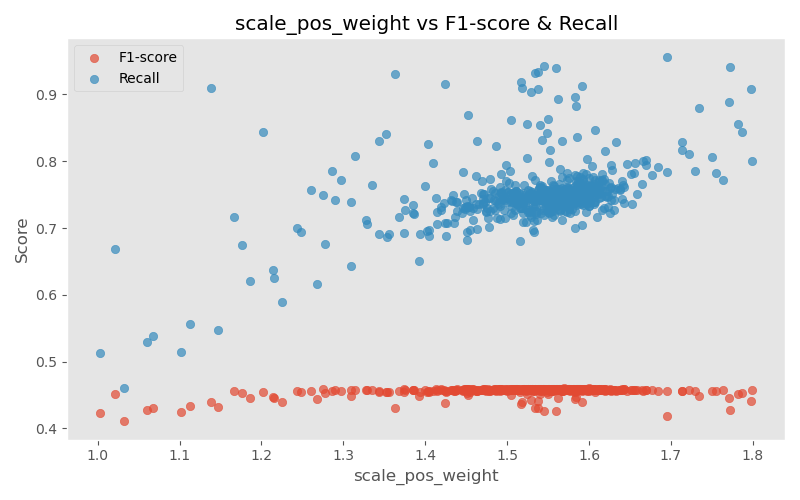 scale_pos_weight vs F1-score & Recall
F1-score
Recall
Score
0.9
0.8
0.7
0.6
0.5
0.4
1.0 1.1 1.2 1.3 1.4 1.5 1.6 1.7 1.8
scale_pos_weight